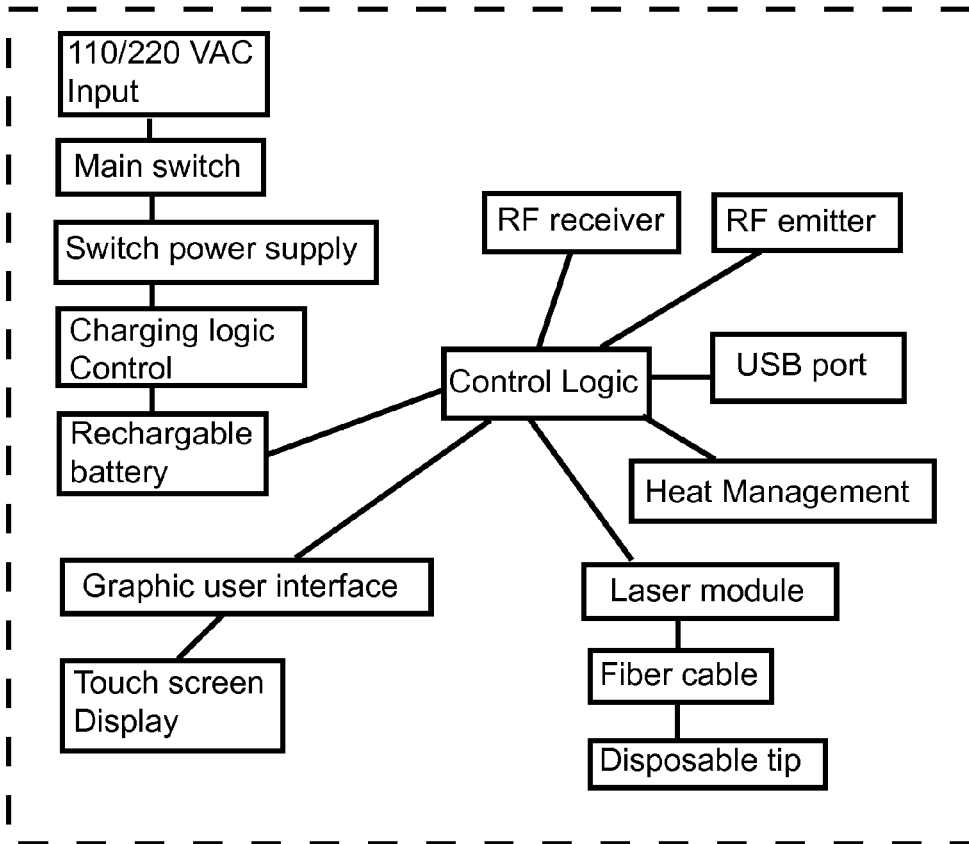 110/220 VAC
Input
Main switch
Switch power supply
Charging logic
Control
Rechargable
battery
RF receiver
RF emitter
Control Logic
USB port
Heat Management
Graphic user interface
Touch screen
Display
Laser module
Fiber cable
Disposable tip